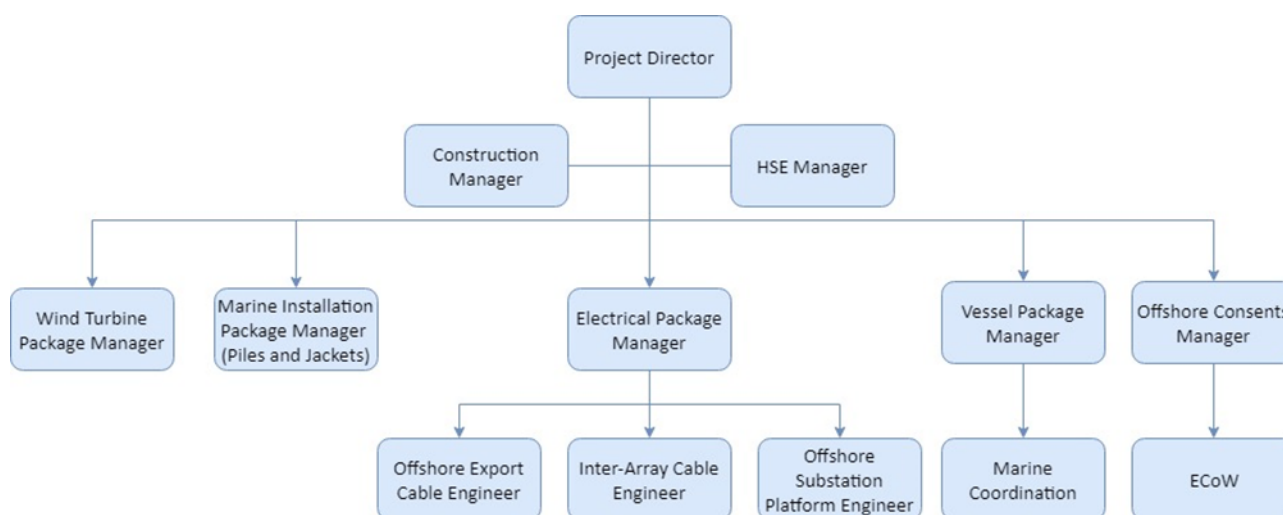 Project Director
Construction
Manager
HSE Manager
Wind Turbine
Package Manager
Marine Installation
Package Manager
(Piles and Jackets)
Electrical Package
Manager
Vessel Package
Manager
Offshore Consents
Manager
Offshore Export
Cable Engineer
Inter-Array Cable
Engineer
Offshore
Substation
Platform Engineer
Marine
Coordination
ECoW